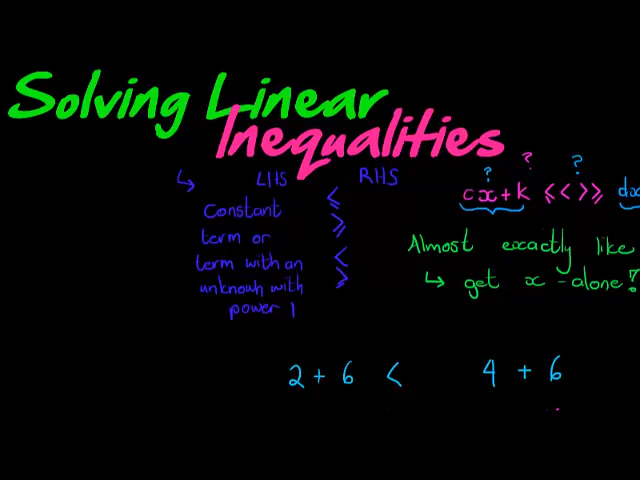 Solving Linear
Inequalities
↳ LHS RHS
Constant ≤
term or ≥
term with an <
unknown with >
power 1
? ? ?
cx + k ≤ < > ≥ dx
Almost exactly like
↳ get x - alone?
2 + 6 < 4 + 6